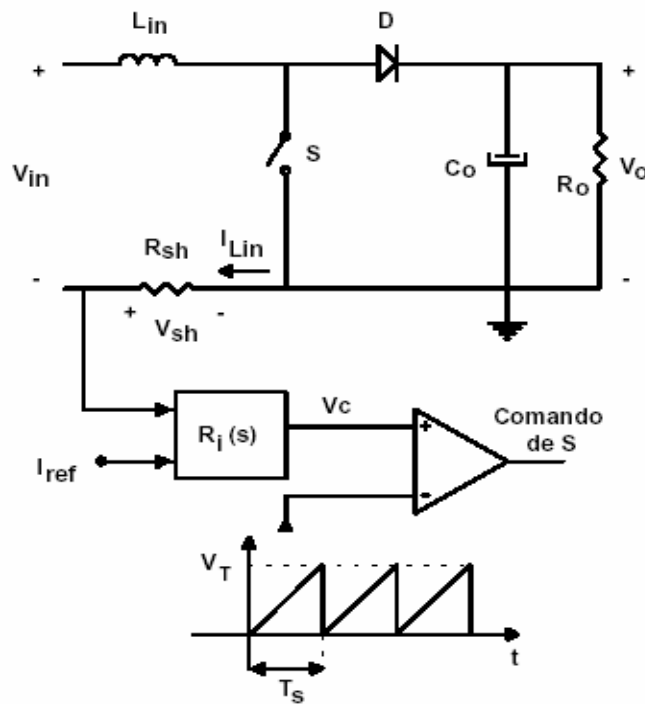 Lin
D
+
+
Vin
S
Co
Ro
Vo
Rsh
ILin
-
-
+
-
Vsh
Ri(s)
Vc
+
-
Comando
de S
Iref
VT
t
Ts